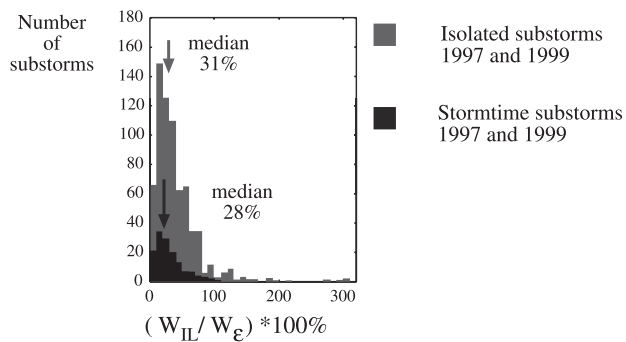 Number
of
substorms
180
160
140
120
100
80
60
40
20
0
median
31%
median
28%
0
100
200
300
( W_IL / W_ε ) *100%
Isolated substorms
1997 and 1999
Stormtime substorms
1997 and 1999